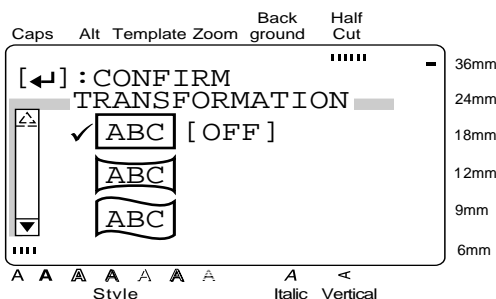 Back Half
Caps Alt Template Zoom ground Cut
[↵]:CONFIRM
TRANSFORMATION
✓ ABC [OFF]
ABC
ABC
36mm
24mm
18mm
12mm
9mm
6mm
A A A A A A A A A
Style Italic Vertical